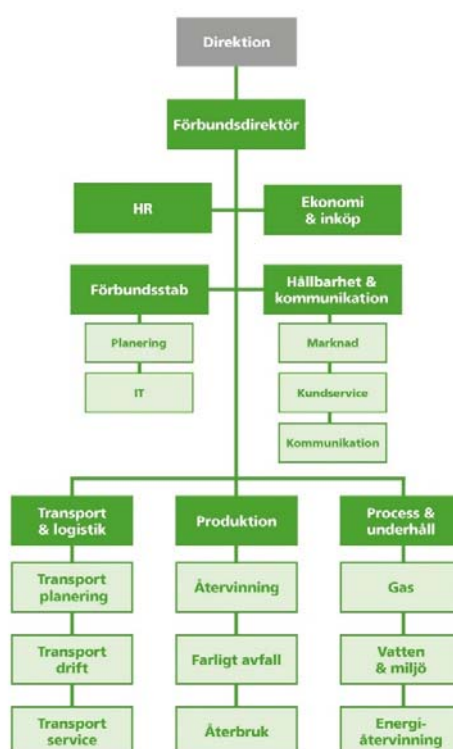 Direktion
Förbundsdirektör
HR
Ekonomi
& inköp
Förbundsstab
Hållbarhet &
kommunikation
Planering
Marknad
IT
Kundservice
Kommunikation
Transport
& logistik
Produktion
Process &
underhåll
Transport
planering
Återvinning
Gas
Transport
drift
Farligt avfall
Vatten
& miljö
Transport
service
Återbruk
Energi-
återvinning